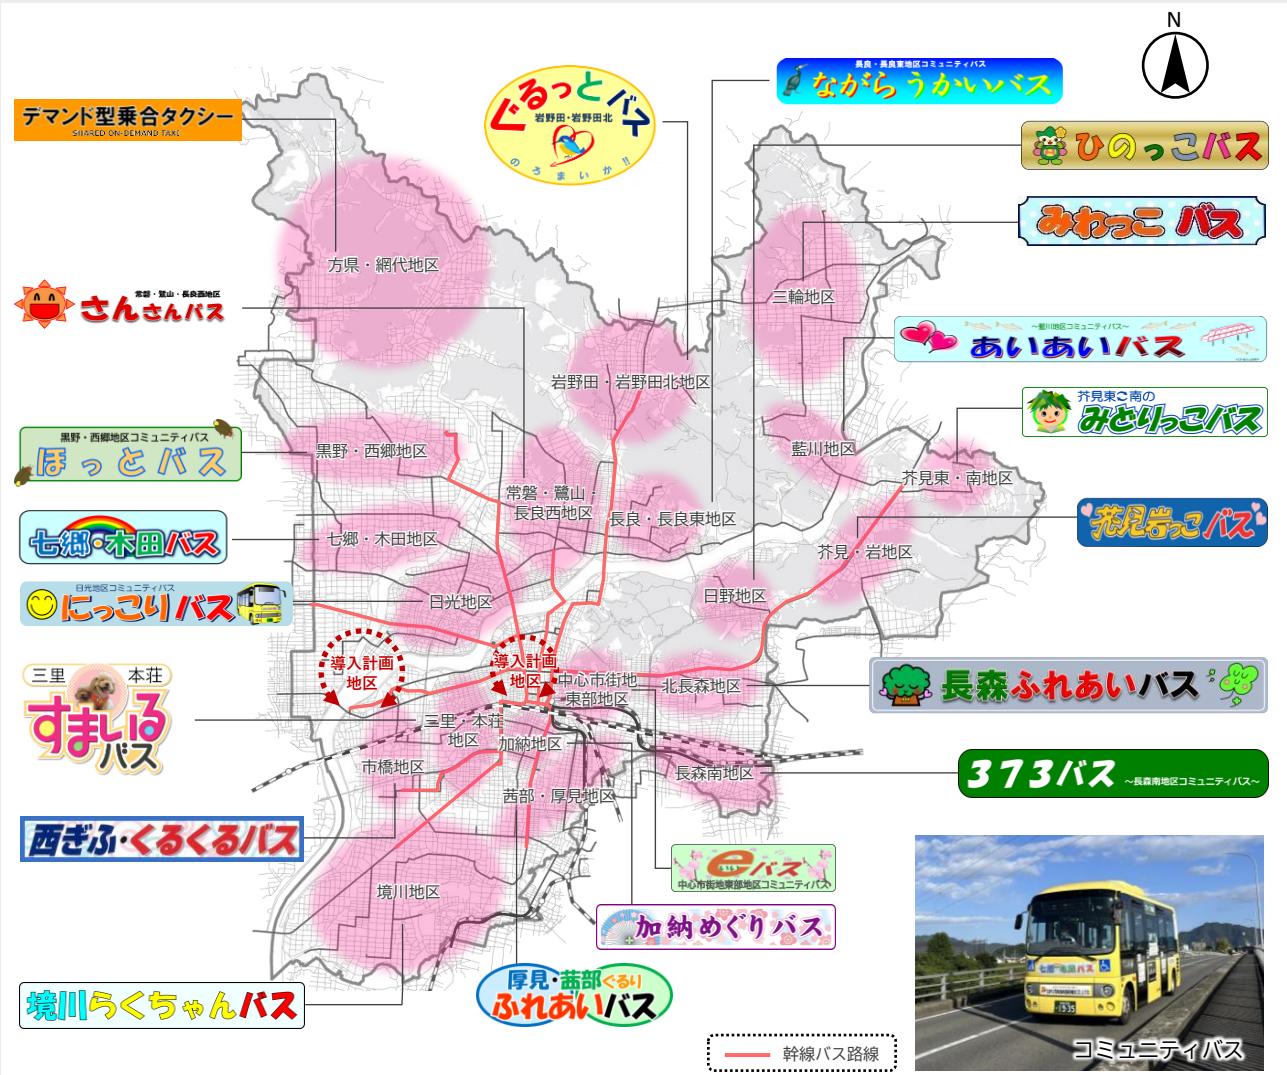 N
デマンド型乗合タクシー
SHARED ON-DEMAND TAXI
ぐるっとバス
岩野田・岩野田北
のろまいか!!
長良・長良東地区コミュニティバス
ながら うかいバス
ひのっこバス
みわっこ バス
～藍川地区コミュニティバス～
あいあいバス
芥見東⇔南の
みどりっこバス
花見岩っこバス
長森ふれあいバス
373バス ～長森南地区コミュニティバス～
常磐・鷺山・長良西地区
さんさんバス
黒野・西郷地区コミュニティバス
ほっとバス
七郷・木田バス
日光地区コミュニティバス
にっこりバス
三里 本荘
すまいるバス
西ぎふ・くるくるバス
境川らくちゃんバス
方県・網代地区
三輪地区
岩野田・岩野田北地区
黒野・西郷地区
藍川地区
芥見東・南地区
常磐・鷺山・
長良西地区
長良・長良東地区
七郷・木田地区
芥見・岩地区
日光地区
日野地区
導入計画
地区
導入計画
地区
中心市街地
東部地区
北長森地区
三里・本荘
地区
加納地区
市橋地区
長森南地区
茜部・厚見地区
境川地区
eバス
中心市街地東部地区コミュニティバス
加納めぐりバス
厚見・茜部ぐるり
ふれあいバス
幹線バス路線
七郷・木田バス
・・・1535
コミュニティバス